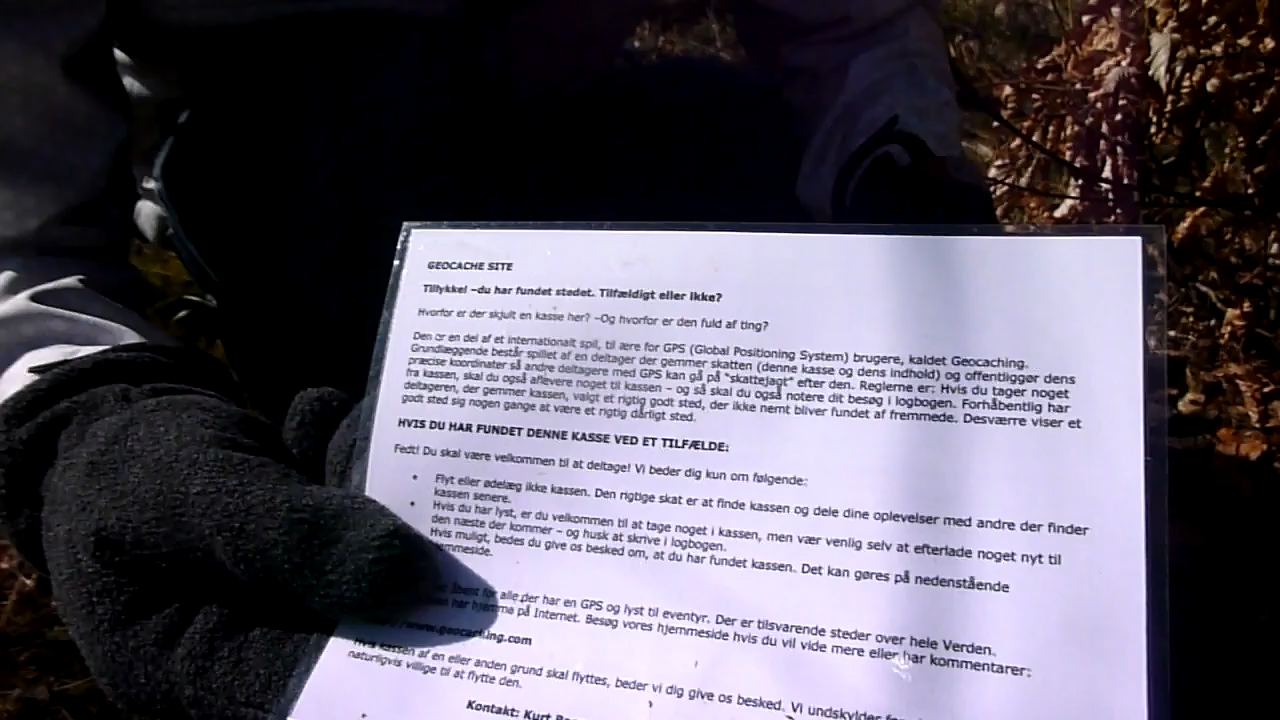 GEOCACHE SITE
Tillykke! –du har fundet stedet. Tilfældigt eller ikke?
Hvorfor er der skjult en kasse her? –Og hvorfor er den fuld af ting?
Den er en del af et internationalt spil, til ære for GPS (Global Positioning System) brugere, kaldet Geocaching.
Grundlæggende består spillet af en deltager der gemmer skatten (denne kasse og dens indhold) og offentliggør dens
præcise koordinater så andre deltagere med GPS kan gå på "skattejagt" efter den. Reglerne er: Hvis du tager noget
fra kassen, skal du også aflevere noget til kassen – og så skal du også notere dit besøg i logbogen. Forhåbentlig har
deltageren, der gemmer kassen, valgt et rigtig godt sted, der ikke nemt bliver fundet af fremmede. Desværre viser et
godt sted sig nogen gange at være et rigtig dårligt sted.
HVIS DU HAR FUNDET DENNE KASSE VED ET TILFÆLDE:
Fedt! Du skal være velkommen til at deltage! Vi beder dig kun om følgende:
• Flyt eller ødelæg ikke kassen. Den rigtige skat er at finde kassen og dele dine oplevelser med andre der finder
kassen senere.
• Hvis du har lyst, er du velkommen til at tage noget i kassen, men vær venlig selv at efterlade noget nyt til
den næste der kommer – og husk at skrive i logbogen.
Hvis muligt, bedes du give os besked om, at du har fundet kassen. Det kan gøres på nedenstående
hjemmeside.
åbent for alle der har en GPS og lyst til eventyr. Der er tilsvarende steder over hele Verden.
har hjemme på Internet. Besøg vores hjemmeside hvis du vil vide mere eller har kommentarer:
//www.geocaching.com
Hvis kassen af en eller anden grund skal flyttes, beder vi dig give os besked. Vi undskylder
naturligvis villige til at flytte den.
Kontakt: Kurt